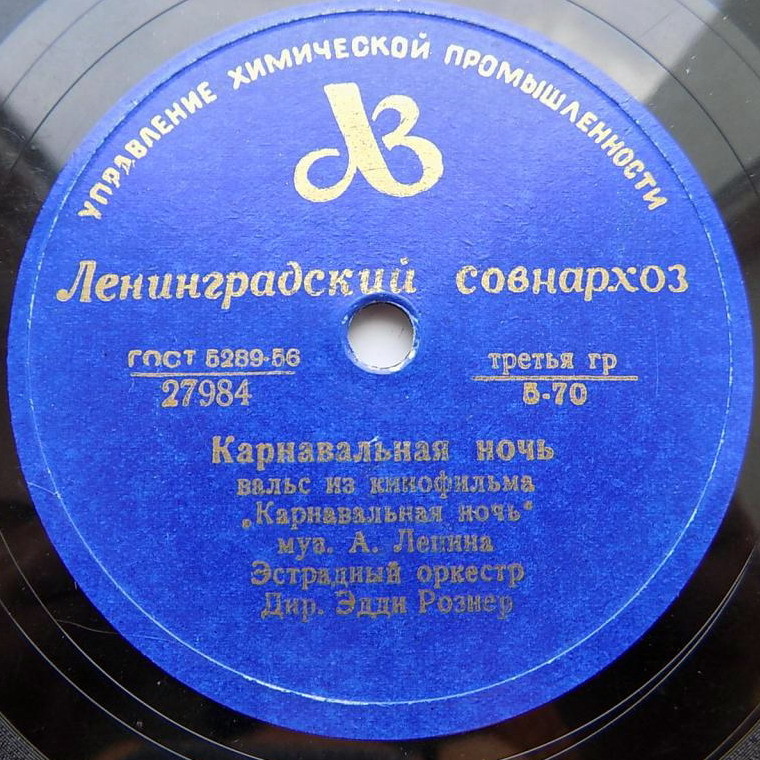 УПРАВЛЕНИЕ ХИМИЧЕСКОЙ ПРОМЫШЛЕННОСТИ
ЛЗ
Ленинградский совнархоз
ГОСТ 5289-56
27984
третья гр
5-70
Карнавальная ночь
вальс из кинофильма
„Карнавальная ночь“
муз. А. Лепина
Эстрадный оркестр
Дир. Эдди Рознер